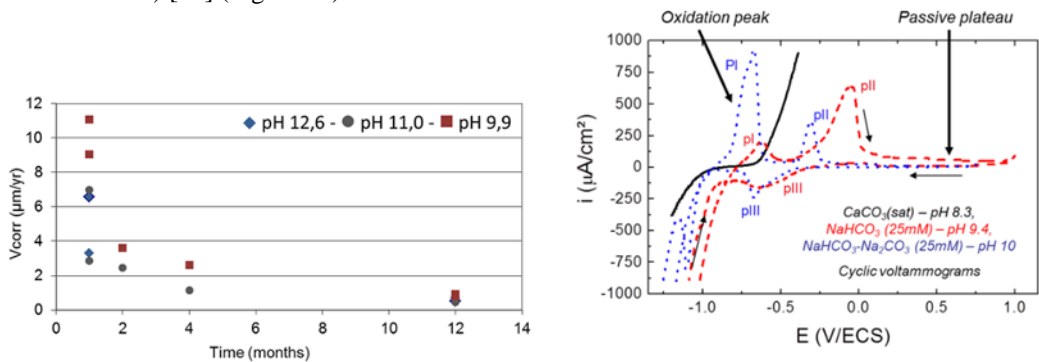 Oxidation peak
Passive plateau
12
10
8
6
4
2
0
Vcorr (µm/yr)
pH 12,6 - pH 11,0 - pH 9,9
0 2 4 6 8 10 12 14
Time (months)
1000
750
500
250
0
-250
-500
-750
-1000
i (µA/cm²)
PI
pII
pII
pI
pIII
pIII
CaCO₃(sat) – pH 8.3,
NaHCO₃ (25mM) – pH 9.4,
NaHCO₃-Na₂CO₃ (25mM) – pH 10
Cyclic voltammograms
-1.0 -0.5 0.0 0.5 1.0
E (V/ECS)